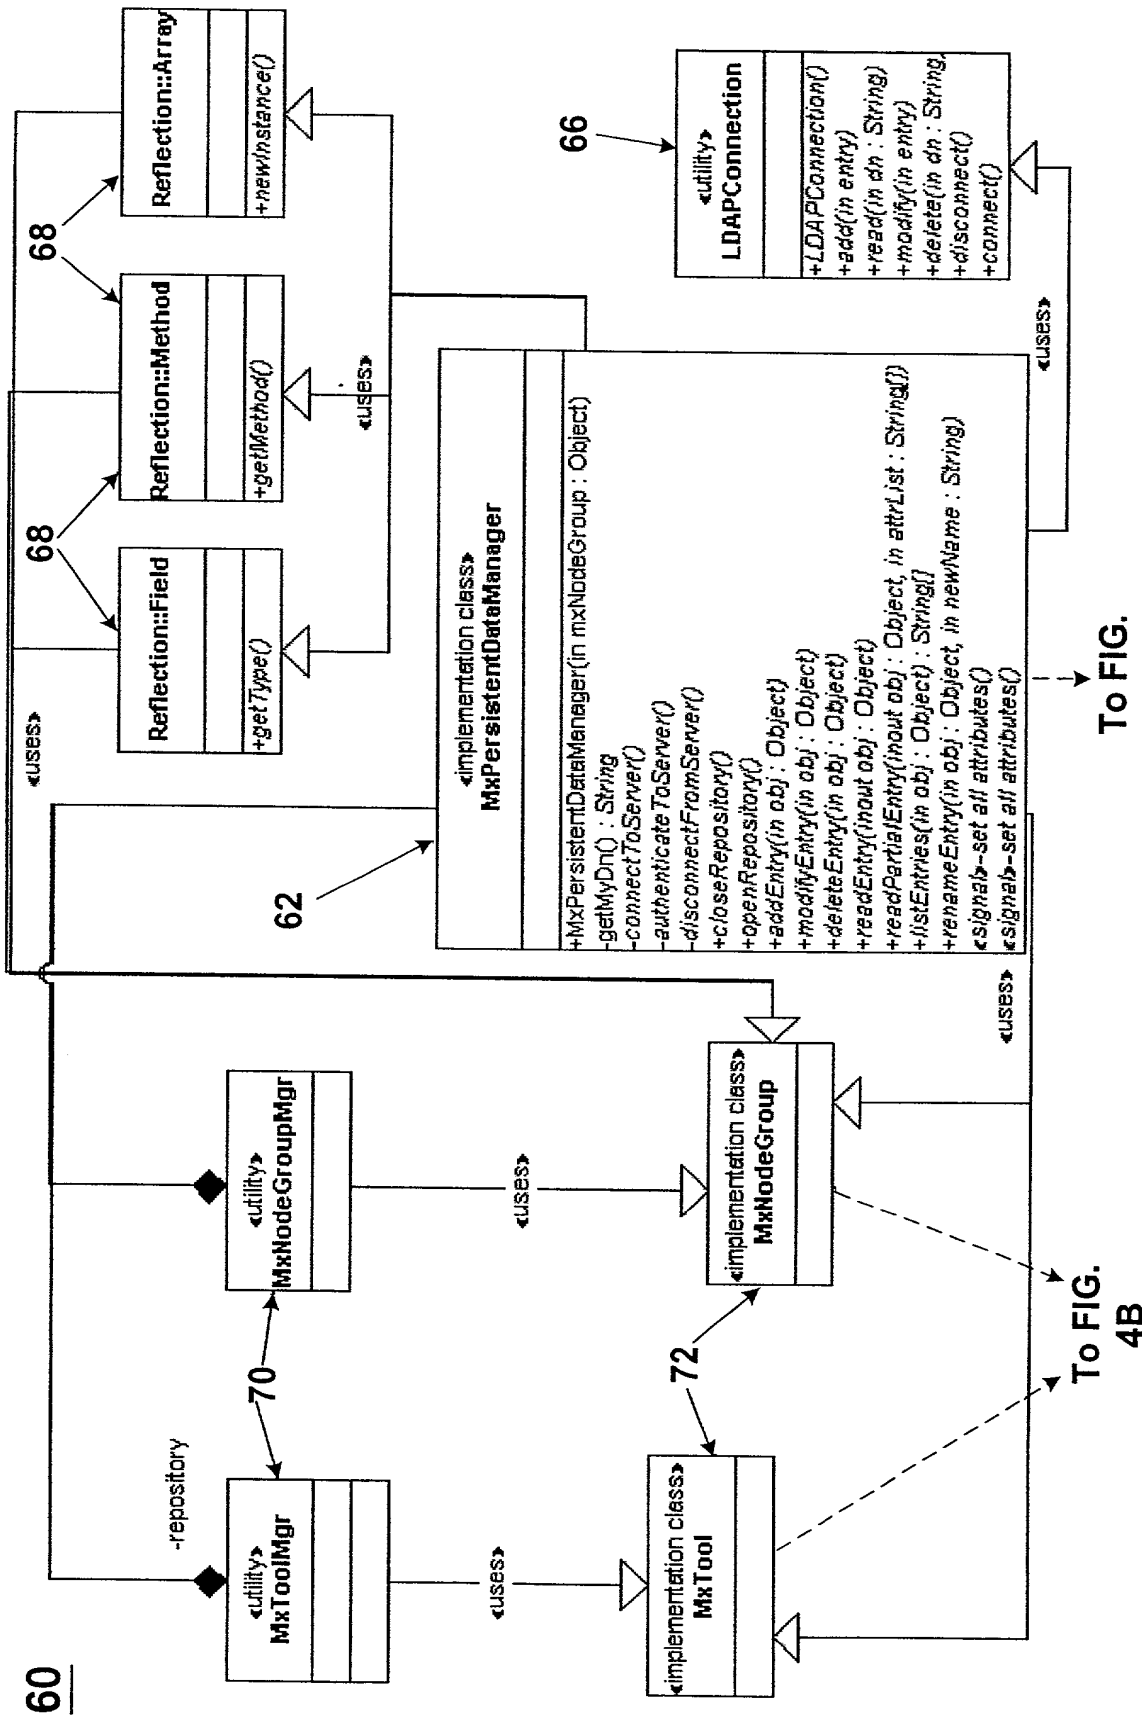 60
-repository
70
«utility»
MxToolMgr
«utility»
MxNodeGroupMgr
«uses»
«uses»
«implementation class»
MxTool
72
«implementation class»
MxNodeGroup
To FIG.
4B
«uses»
68
68
Reflection::Field
+getType()
Reflection::Method
+getMethod()
Reflection::Array
+newInstance()
«uses»
62
«implementation class»
MxPersistentDataManager
+MxPersistentDataManager(in mxNodeGroup : Object)
-getMyDn() : String
-connectToServer()
-authenticateToServer()
-disconnectFromServer()
+closeRepository()
+openRepository()
+addEntry(in obj : Object)
+modifyEntry(in obj : Object)
+deleteEntry(in obj : Object)
+readEntry(inout obj : Object)
+readPartialEntry(inout obj : Object, in attrList : String[])
+listEntries(in obj : Object) : String[]
+renameEntry(in obj : Object, in newName : String)
«signal»-set all attributes()
«signal»-set all attributes()
«uses»
To FIG.
66
«utility»
LDAPConnection
+LDAPConnection()
+add(in entry)
+read(in dn : String)
+modify(in entry)
+delete(in dn : String)
+disconnect()
+connect()
«uses»